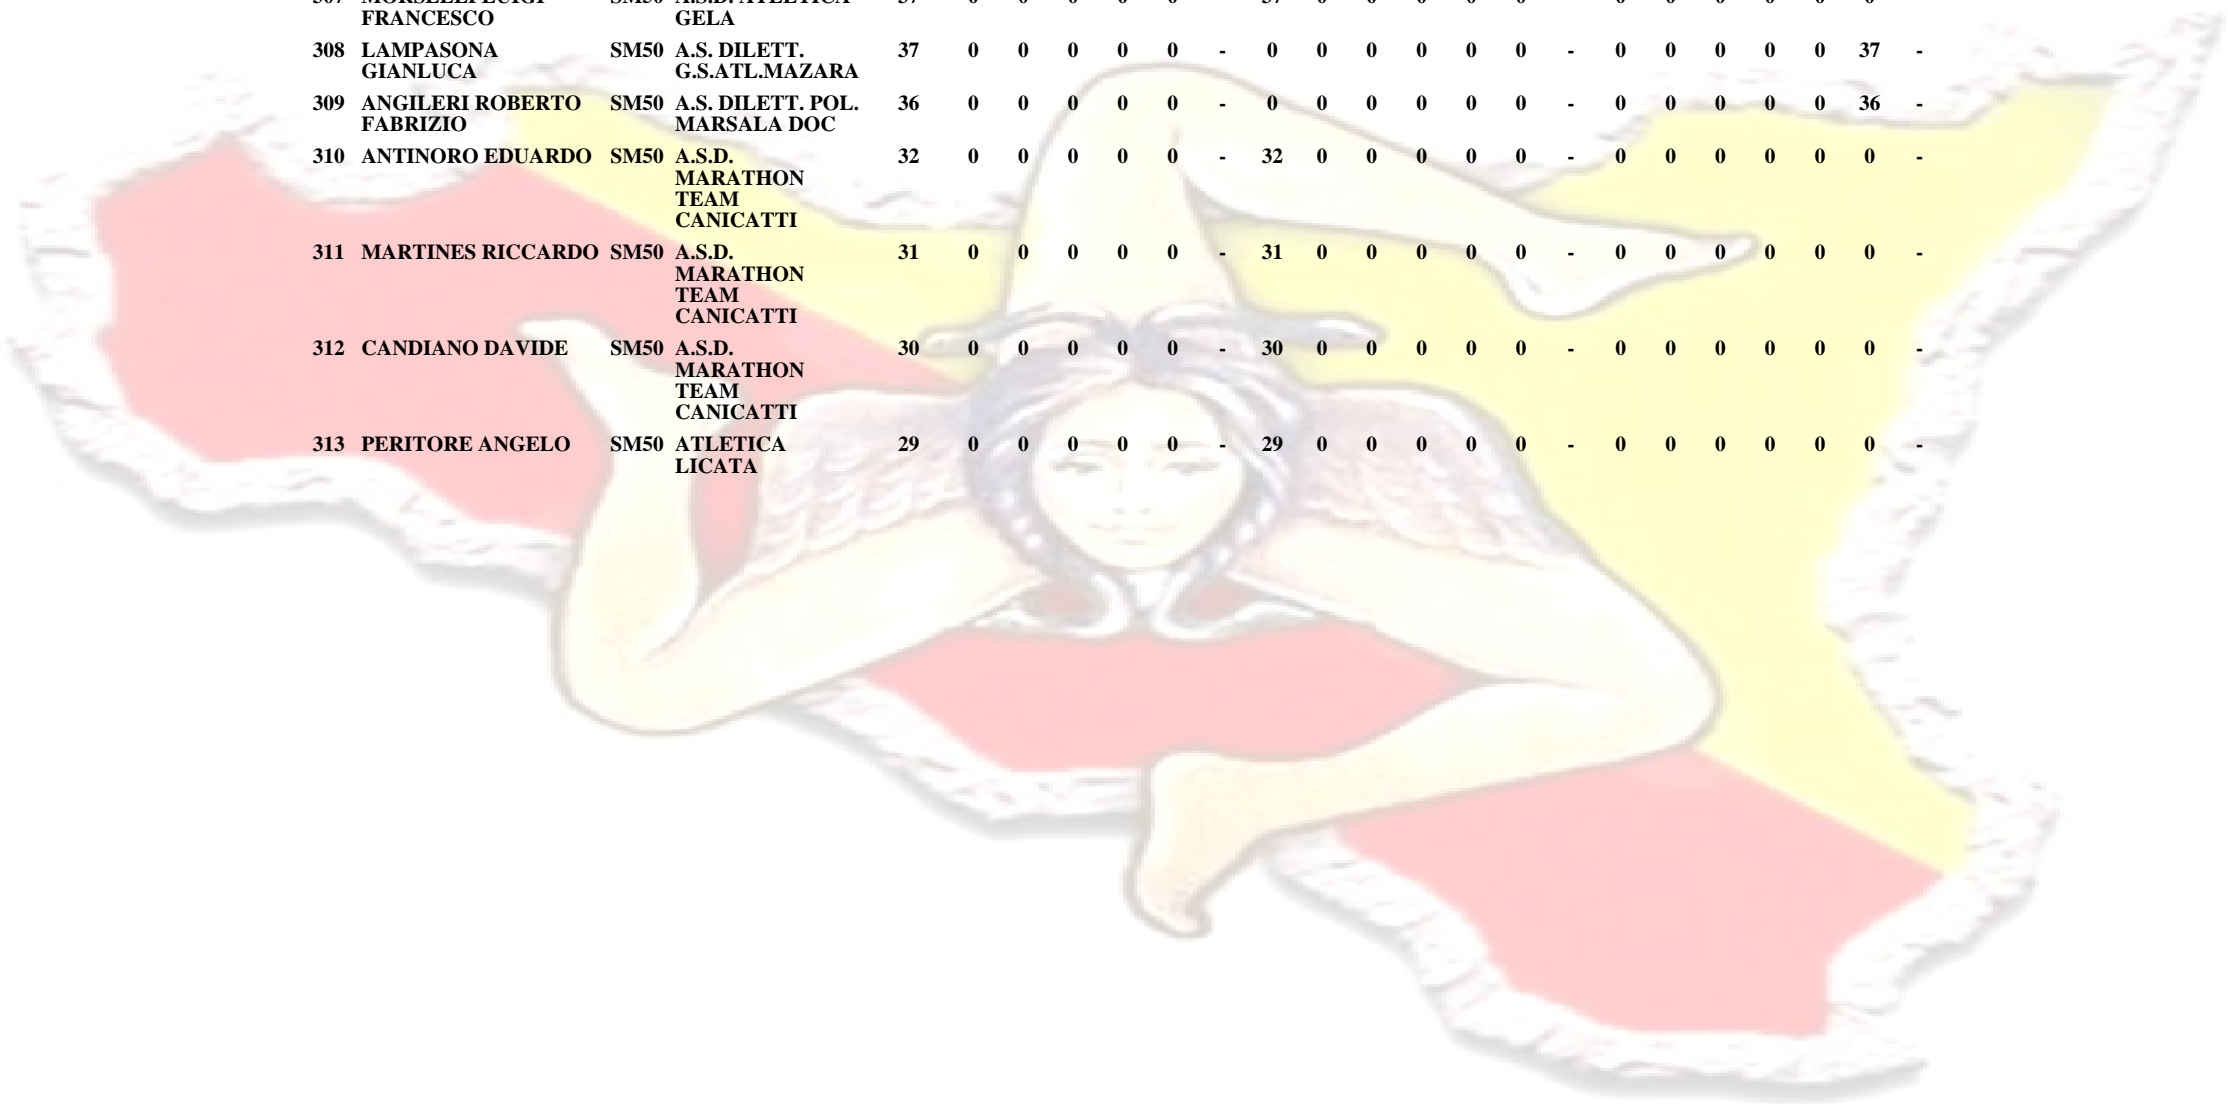 FRANCESCO GELA
308 LAMPASONA SM50 A.S. DILETT. 37 0 0 0 0 0 - 0 0 0 0 0 0 - 0 0 0 0 0 37 -
GIANLUCA G.S.ATL.MAZARA
309 ANGILERI ROBERTO SM50 A.S. DILETT. POL. 36 0 0 0 0 0 - 0 0 0 0 0 0 - 0 0 0 0 0 36 -
FABRIZIO MARSALA DOC
310 ANTINORO EDUARDO SM50 A.S.D. 32 0 0 0 0 0 - 32 0 0 0 0 0 - 0 0 0 0 0 0 -
MARATHON
TEAM
CANICATTI
311 MARTINES RICCARDO SM50 A.S.D. 31 0 0 0 0 0 - 31 0 0 0 0 0 - 0 0 0 0 0 0 -
MARATHON
TEAM
CANICATTI
312 CANDIANO DAVIDE SM50 A.S.D. 30 0 0 0 0 0 - 30 0 0 0 0 0 - 0 0 0 0 0 0 -
MARATHON
TEAM
CANICATTI
313 PERITORE ANGELO SM50 ATLETICA 29 0 0 0 0 0 - 29 0 0 0 0 0 - 0 0 0 0 0 0 -
LICATA